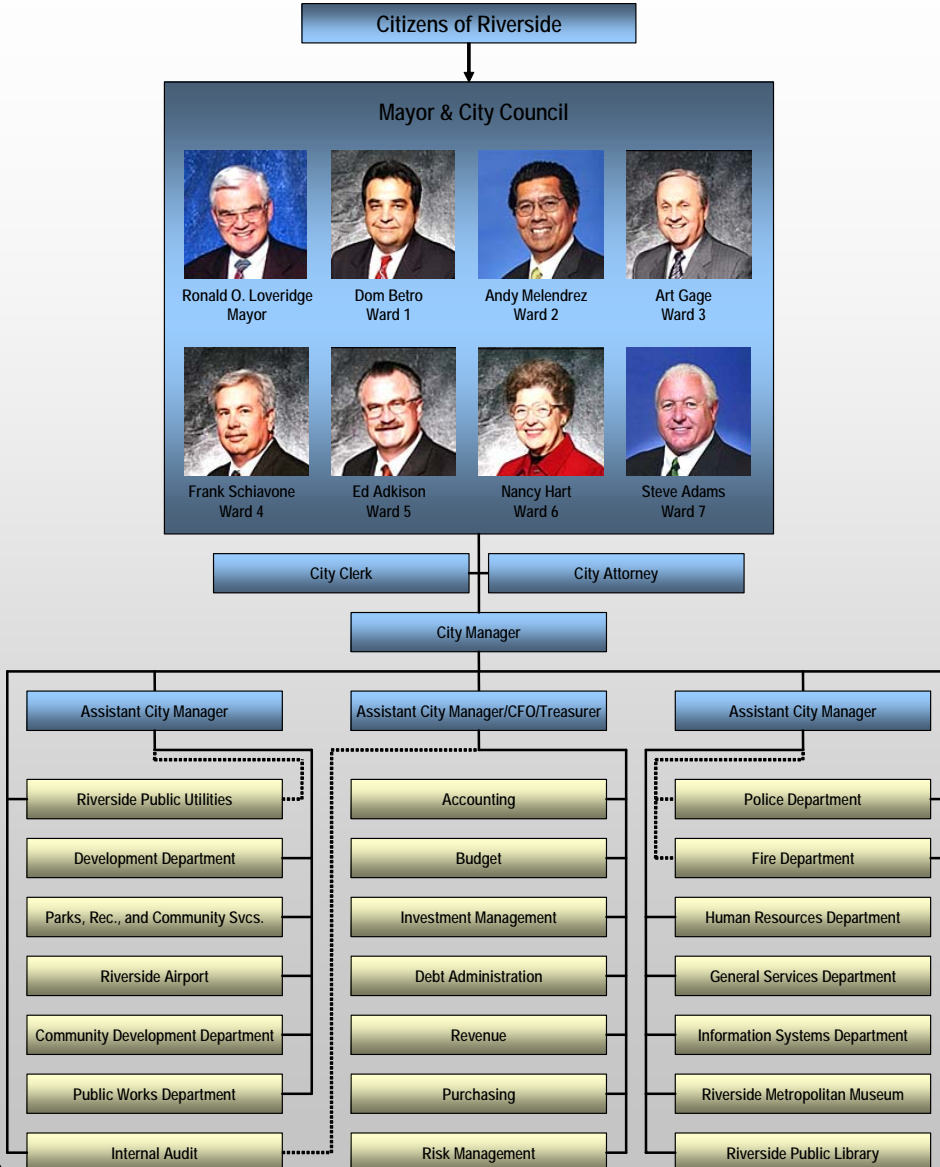 Citizens of Riverside
Mayor & City Council
Ronald O. Loveridge
Mayor
Dom Betro
Ward 1
Andy Melendrez
Ward 2
Art Gage
Ward 3
Frank Schiavone
Ward 4
Ed Adkison
Ward 5
Nancy Hart
Ward 6
Steve Adams
Ward 7
City Clerk
City Attorney
City Manager
Assistant City Manager
Assistant City Manager/CFO/Treasurer
Assistant City Manager
Riverside Public Utilities
Accounting
Police Department
Development Department
Budget
Fire Department
Parks, Rec., and Community Svcs.
Investment Management
Human Resources Department
Riverside Airport
Debt Administration
General Services Department
Community Development Department
Revenue
Information Systems Department
Public Works Department
Purchasing
Riverside Metropolitan Museum
Internal Audit
Risk Management
Riverside Public Library